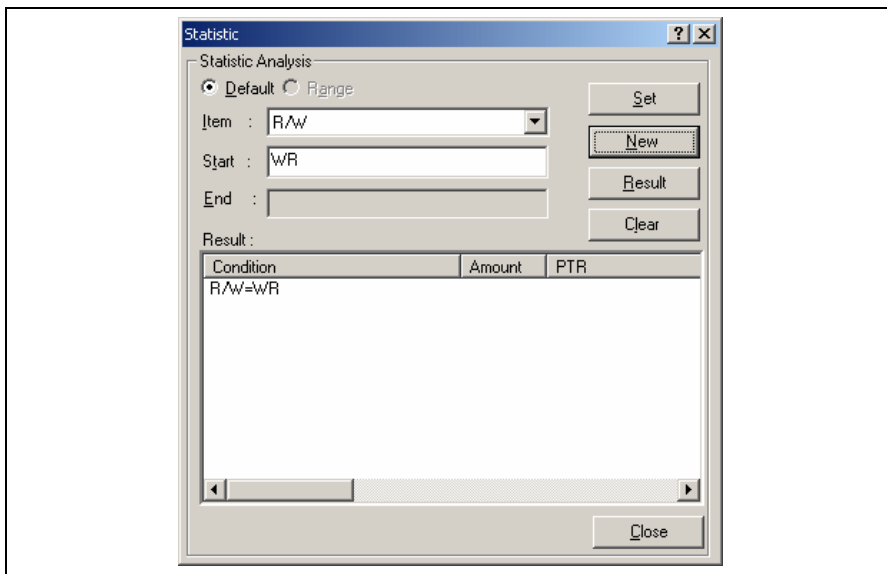 Statistic
Statistic Analysis
Default Range
Set
Item : R/W
New
Start : WR
Result
End :
Clear
Result :
Condition Amount PTR
R/W=WR
Close